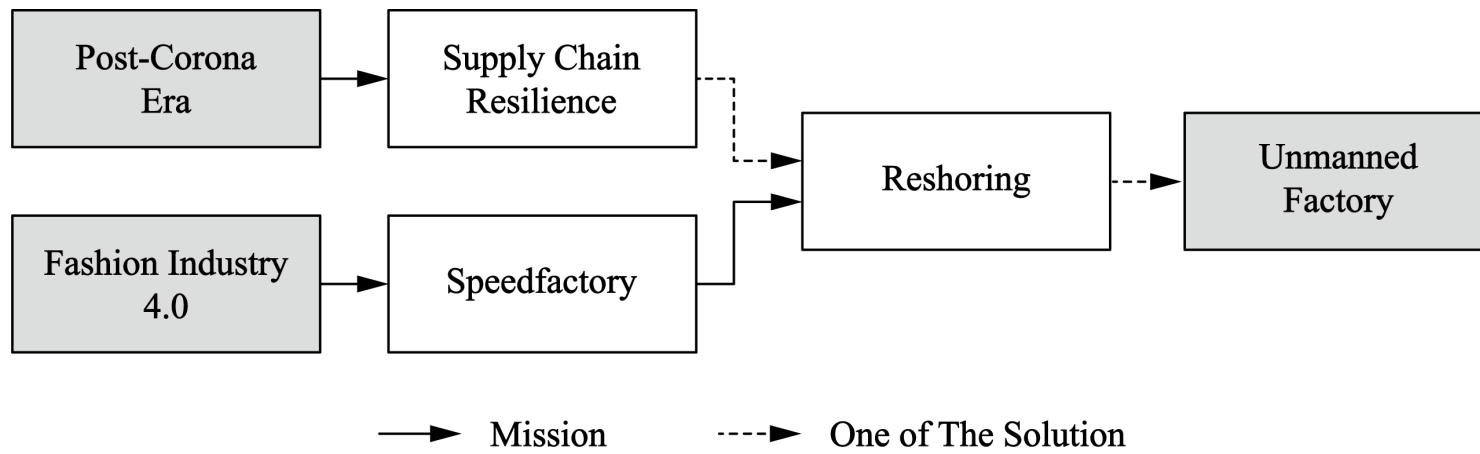 Post-Corona
Era
Supply Chain
Resilience
Reshoring
Unmanned
Factory
Fashion Industry
4.0
Speedfactory
Mission
One of The Solution